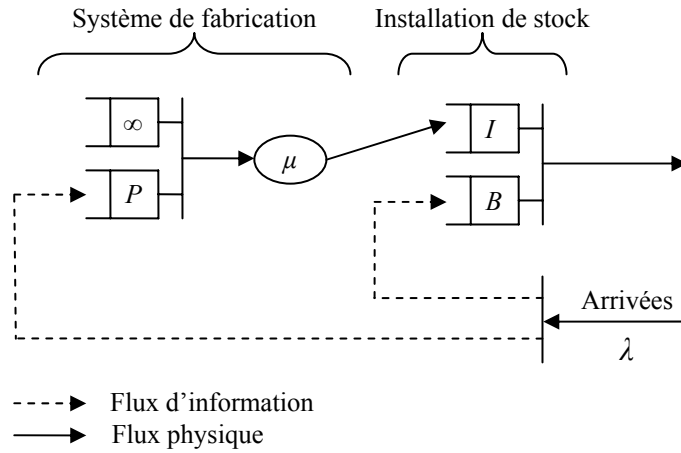 Système de fabrication
Installation de stock
∞
I
μ
P
B
Arrivées
λ
Flux d’information
Flux physique